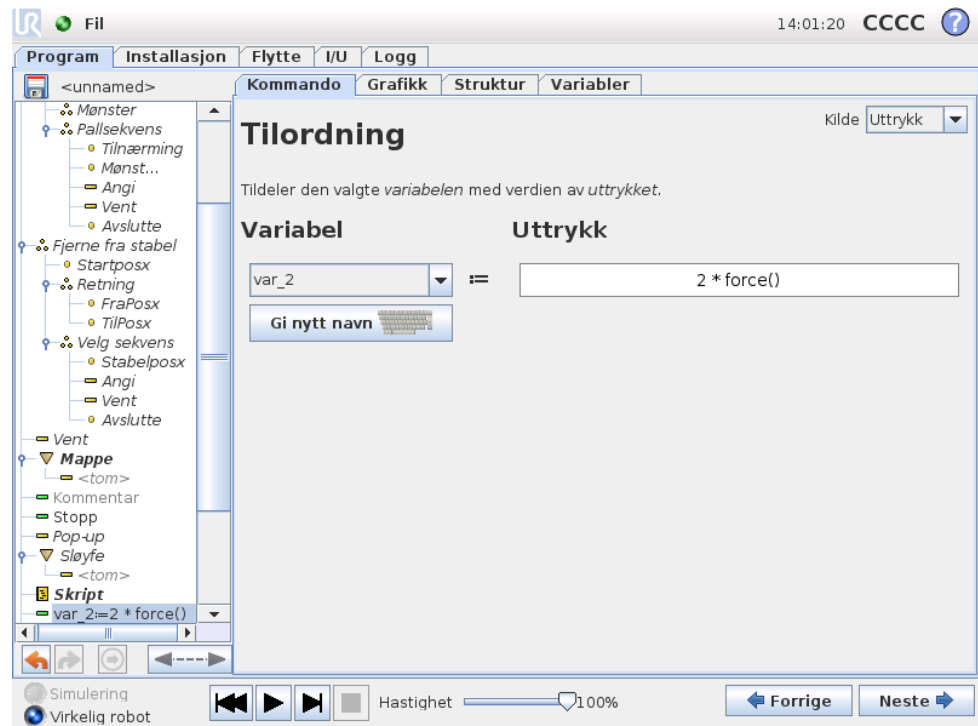 UR Fil 14:01:20 CCCC ?
Program Installasjon Flytte I/U Logg
<unnamed>
Kommando Grafikk Struktur Variabler
Mønster
Pallsekvens
Tilnærming
Mønst...
Angi
Vent
Avslutte
Fjerne fra stabel
Startposx
Retning
FraPosx
TilPosx
Velg sekvens
Stabelposx
Angi
Vent
Avslutte
Vent
Mappe
<tom>
Kommentar
Stopp
Pop-up
Sløyfe
<tom>
Skript
var_2:=2 * force()
Tilordning
Kilde Uttrykk
Tildeler den valgte variabelen med verdien av uttrykket.
Variabel Uttrykk
var_2 := 2 * force()
Gi nytt navn
Simulering
Virkelig robot
Hastighet 100%
Forrige Neste